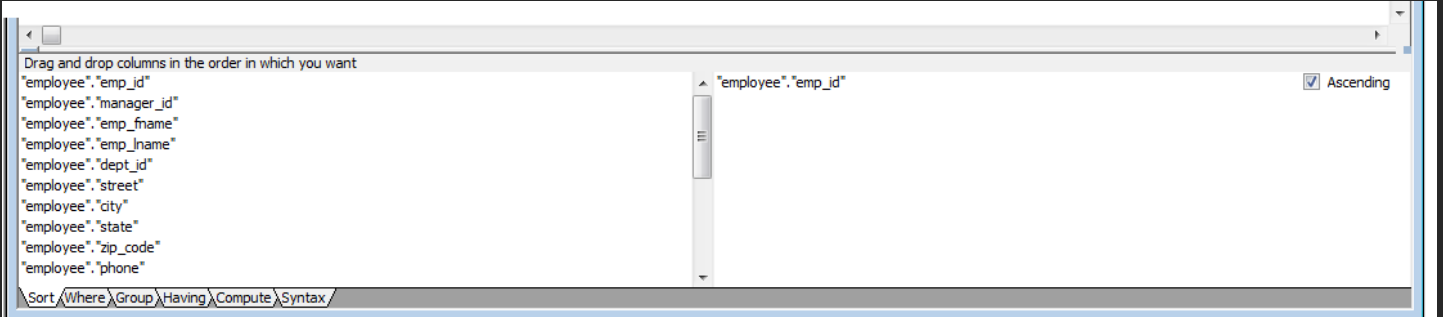 Drag and drop columns in the order in which you want
"employee"."emp_id"
"employee"."manager_id"
"employee"."emp_fname"
"employee"."emp_lname"
"employee"."dept_id"
"employee"."street"
"employee"."city"
"employee"."state"
"employee"."zip_code"
"employee"."phone"
"employee"."emp_id" Ascending
Sort Where Group Having Compute Syntax